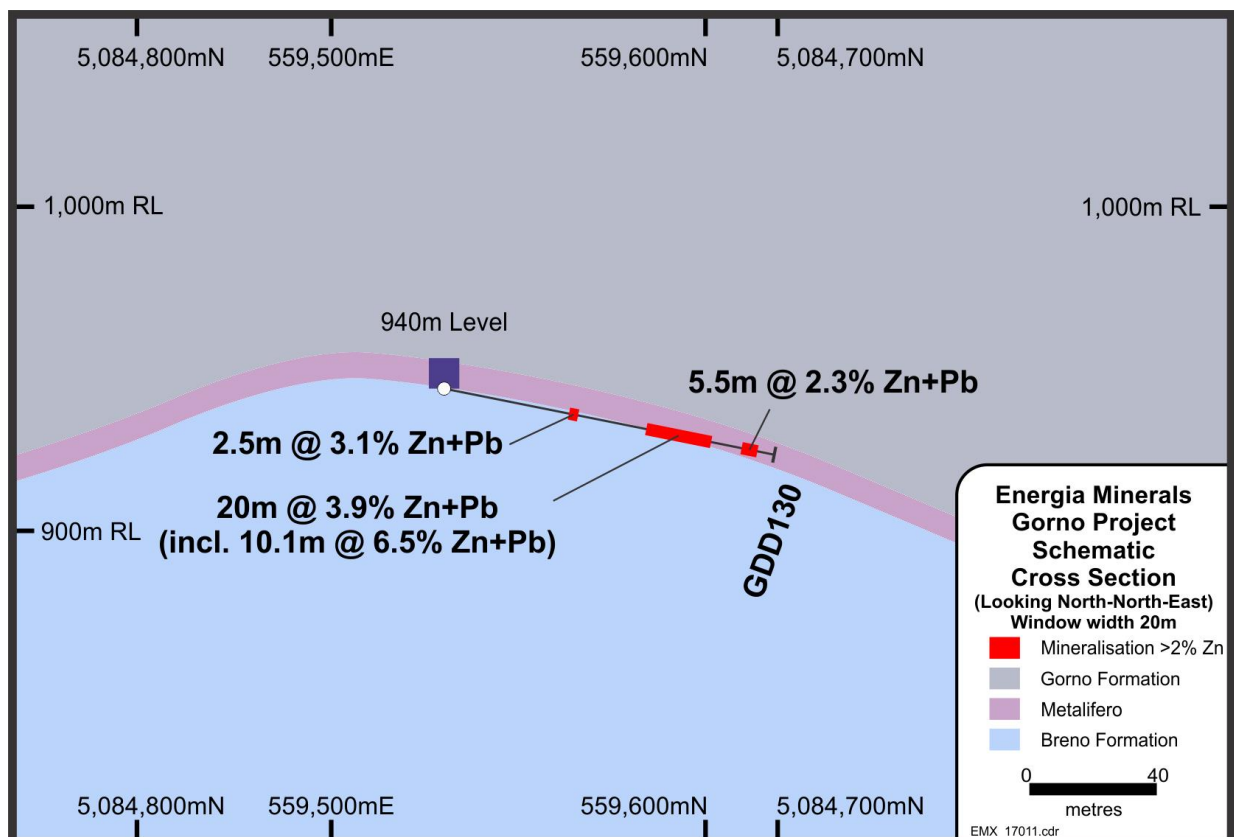 5,084,800mN 559,500mE 559,600mN 5,084,700mN
1,000m RL 1,000m RL
940m Level
5.5m @ 2.3% Zn+Pb
2.5m @ 3.1% Zn+Pb
20m @ 3.9% Zn+Pb
(incl. 10.1m @ 6.5% Zn+Pb)
900m RL
GDD130
Energia Minerals
Gorno Project
Schematic
Cross Section
(Looking North-North-East)
Window width 20m
Mineralisation >2% Zn
Gorno Formation
Metalifero
Breno Formation
0 40
metres
EMX_17011.cdr
5,084,800mN 559,500mE 559,600mN 5,084,700mN